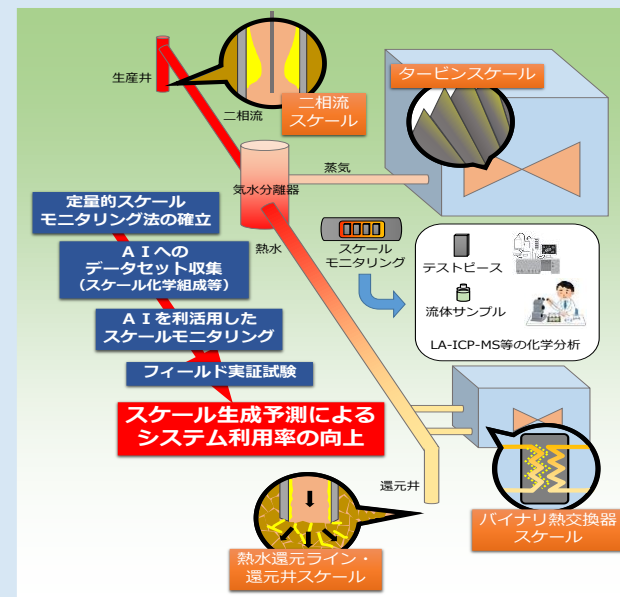 生産井
二相流
二相流
スケール
タービンスケール
蒸気
気水分離器
定量的スケール
モニタリング法の確立
熱水
スケール
モニタリング
テストピース
流体サンプル
LA-ICP-MS等の化学分析
ＡＩへの
データセット収集
（スケール化学組成等）
ＡＩを利活用した
スケールモニタリング
フィールド実証試験
スケール生成予測による
システム利用率の向上
還元井
バイナリ熱交換器
スケール
熱水還元ライン・
還元井スケール